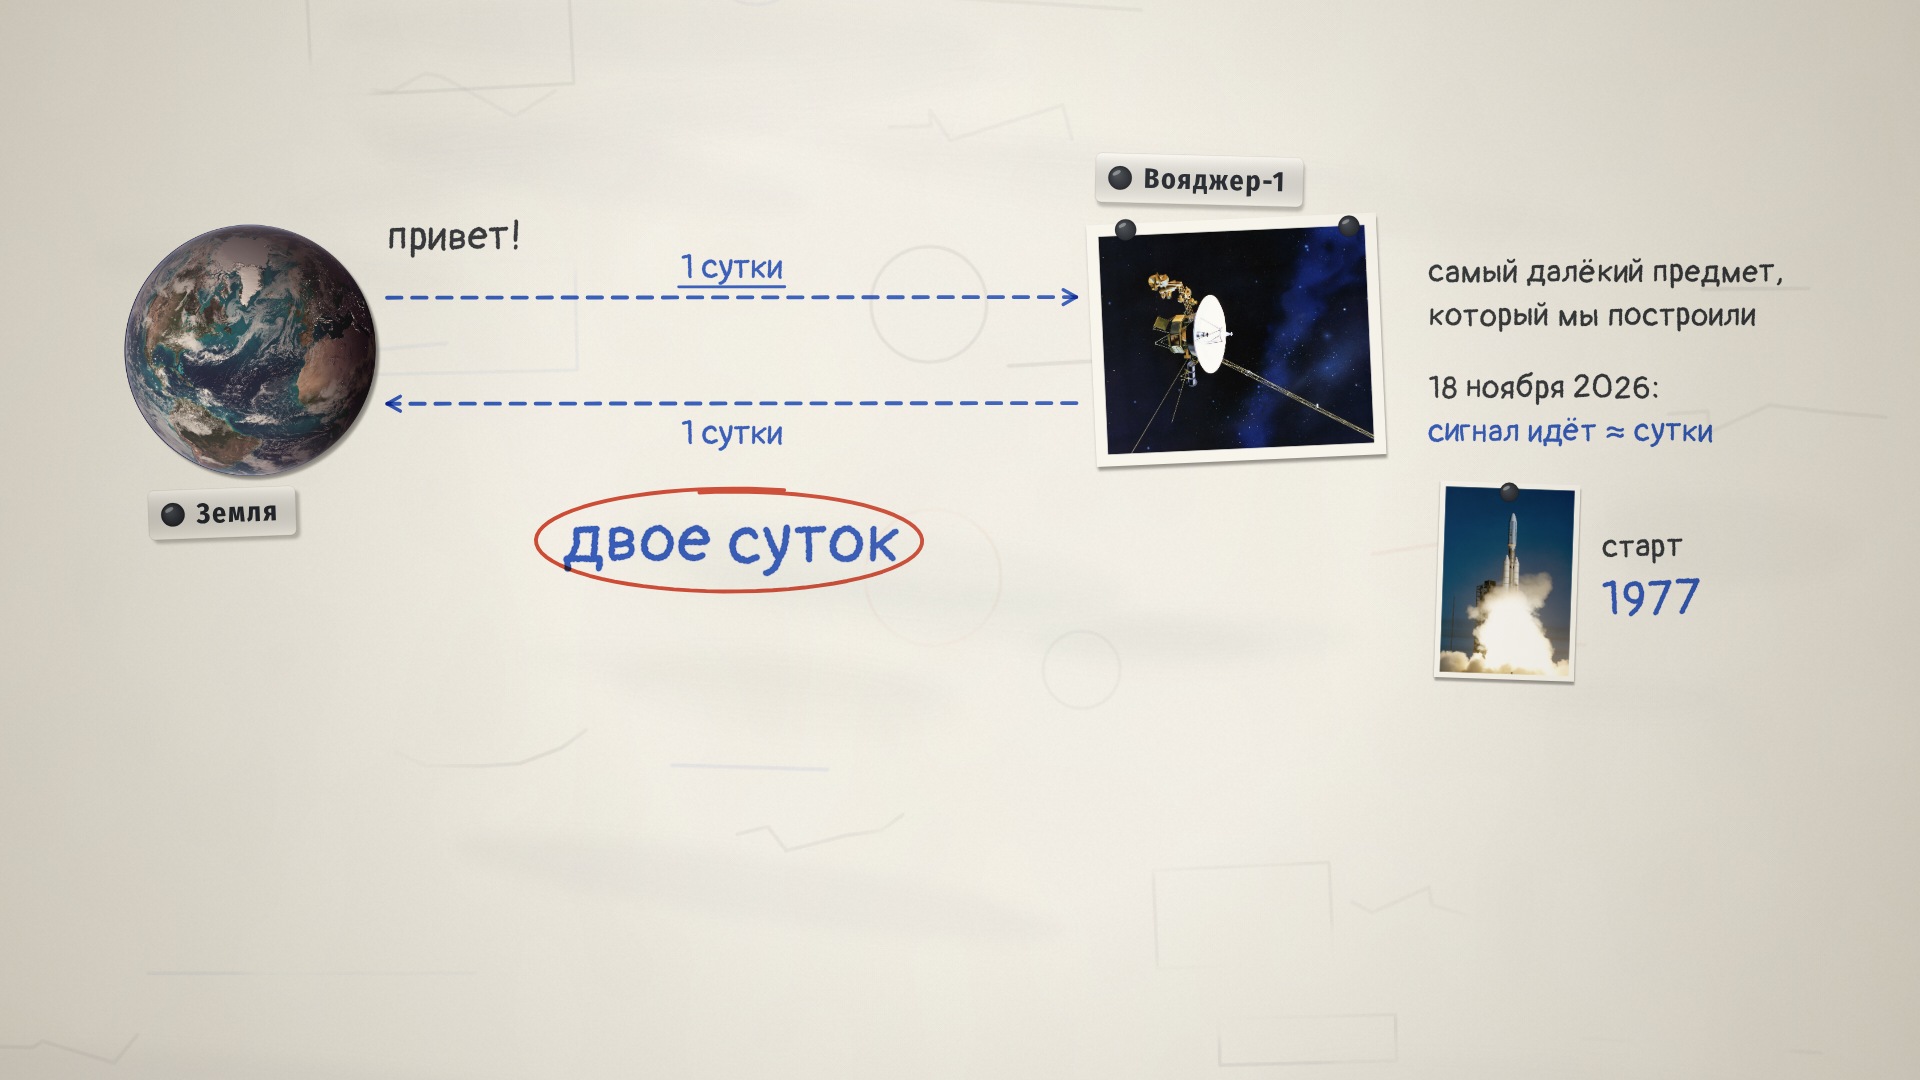 Вояджер-1
привет!
1 сутки
самый далёкий предмет,
который мы построили
18 ноября 2026:
сигнал идёт ≈ сутки
1 сутки
Земля
двое суток
старт
1977